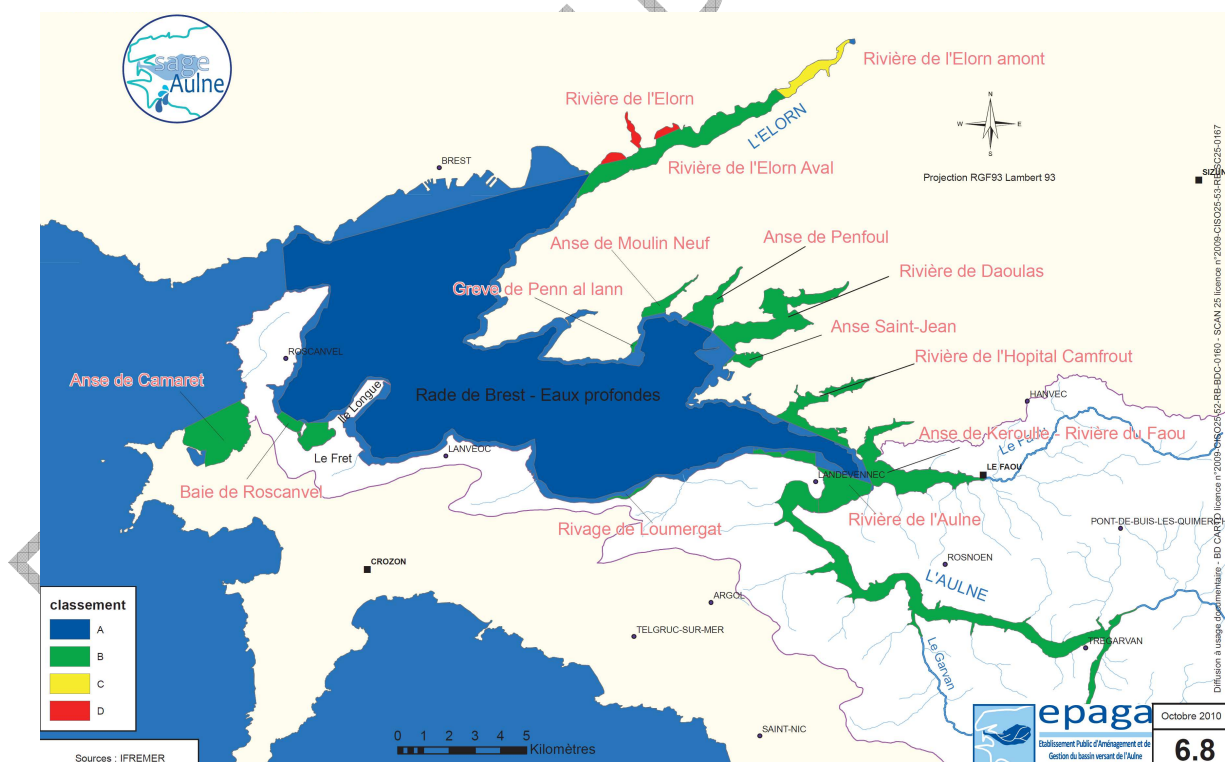 sage
Aulne
Rivière de l'Elorn amont
Rivière de l'Elorn
L'ELORN
N
W
E
S
BREST
Rivière de l'Elorn Aval
Projection RGF93 Lambert 93
Anse de Moulin Neuf
Anse de Penfoul
Rivière de Daoulas
Greve de Penn al lann
Anse Saint-Jean
ROSCANVEL
Rivière de l'Hopital Camfrout
Anse de Camaret
Ile Longue
Rade de Brest - Eaux profondes
HANVEC
Anse de Keroullé - Rivière du Faou
LANVEOC
Le Fret
LE FAOU
LANDEVENNEC
Baie de Roscanvel
Rivage de Loumergat
Rivière de l'Aulne
PONT-DE-BUIS-LES-QUIMERCH
CROZON
ROSNOEN
L'AULNE
ARGOL
TELGRUC-SUR-MER
TREGARVAN
Le Garvan
SAINT-NIC
classement
A
B
C
D
Sources : IFREMER
0 1 2 3 4 5
Kilomètres
epaga
Etablissement Public d'Aménagement et de
Gestion du bassin versant de l'Aulne
Octobre 2010
6.8